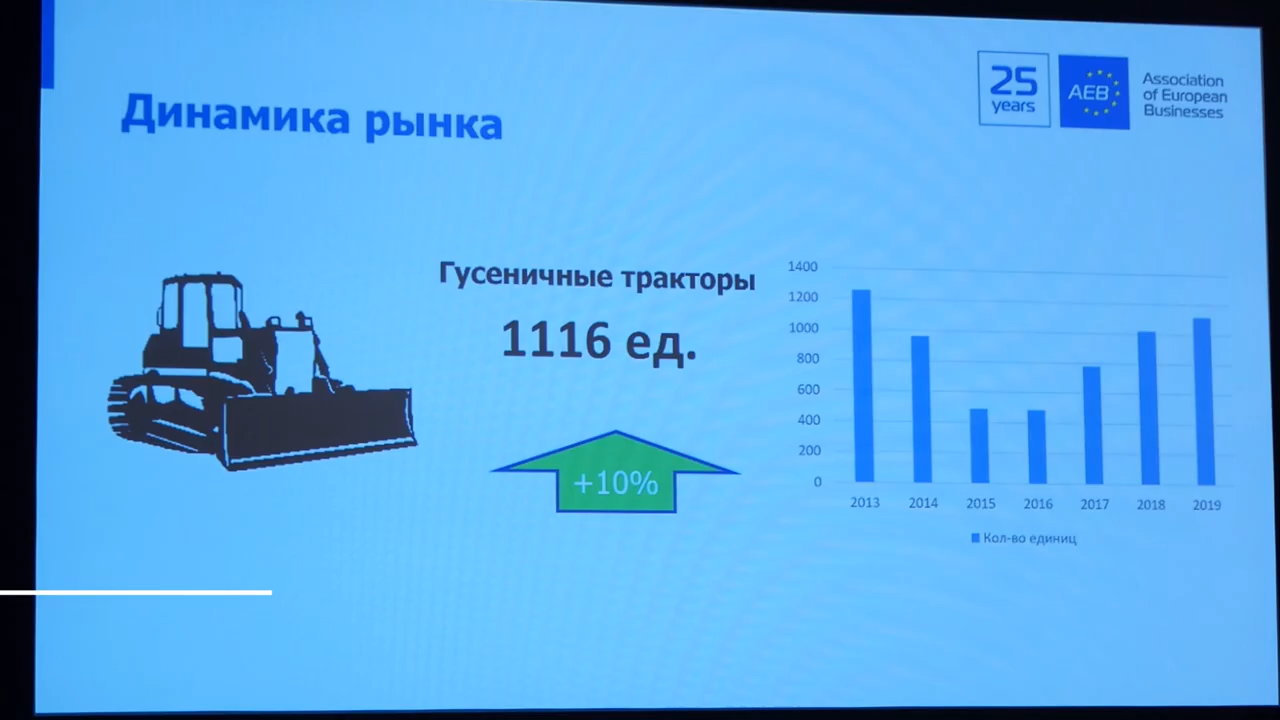 Динамика рынка
25
years
AEB
Association
of European
Businesses
Гусеничные тракторы
1116 ед.
+10%
1400
1200
1000
800
600
400
200
0
2013 2014 2015 2016 2017 2018 2019
Кол-во единиц